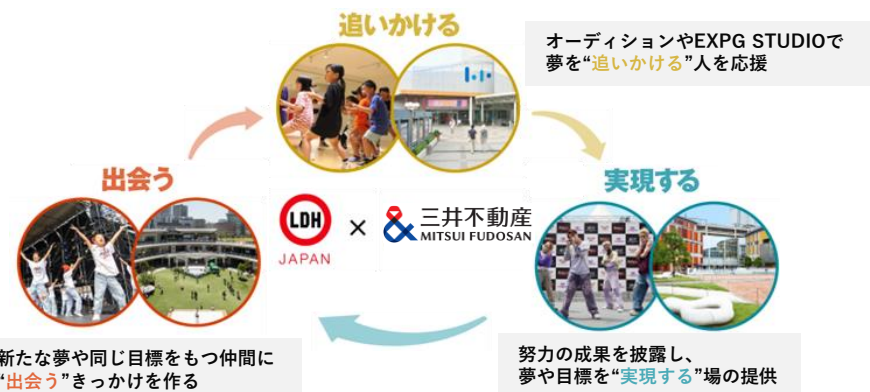 追いかける
オーディションやEXPG STUDIOで
夢を“追いかける”人を応援
出会う
実現する
LDH
JAPAN
×
&
三井不動産
MITSUI FUDOSAN
新たな夢や同じ目標をもつ仲間に
“出会う”きっかけを作る
努力の成果を披露し、
夢や目標を“実現する”場の提供